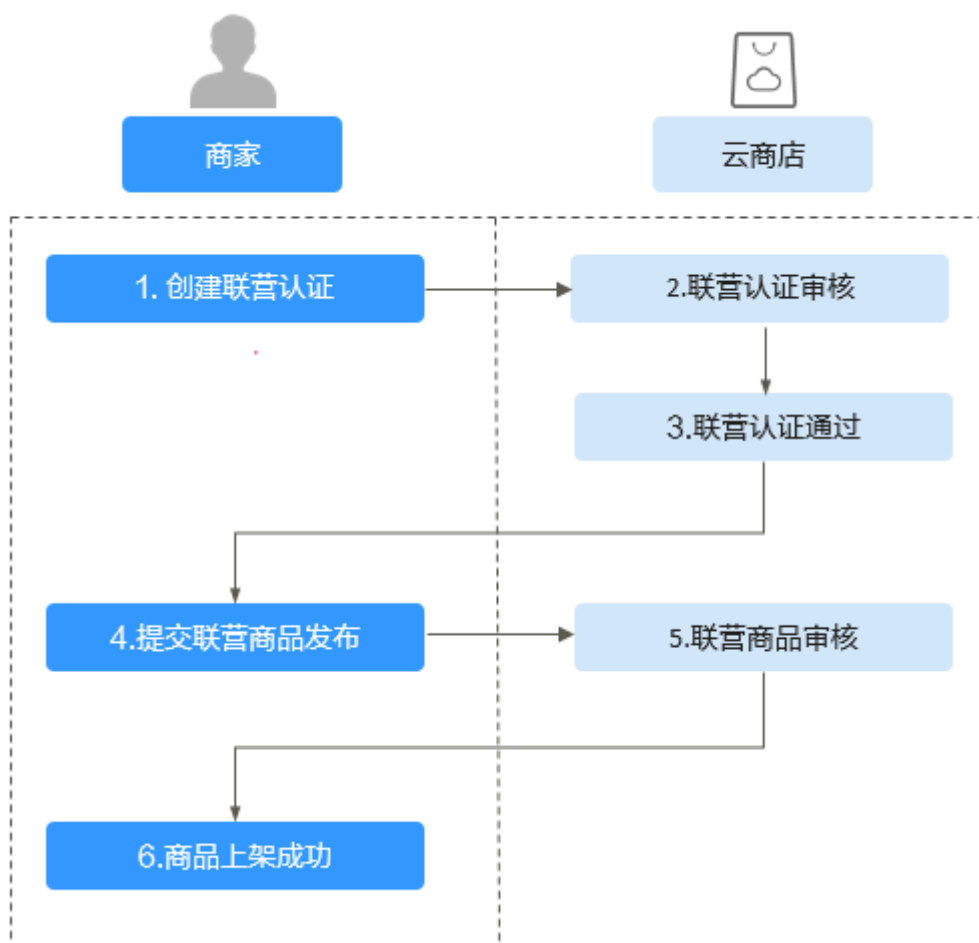 商家
云商店
1. 创建联营认证
2.联营认证审核
3.联营认证通过
4.提交联营商品发布
5.联营商品审核
6.商品上架成功